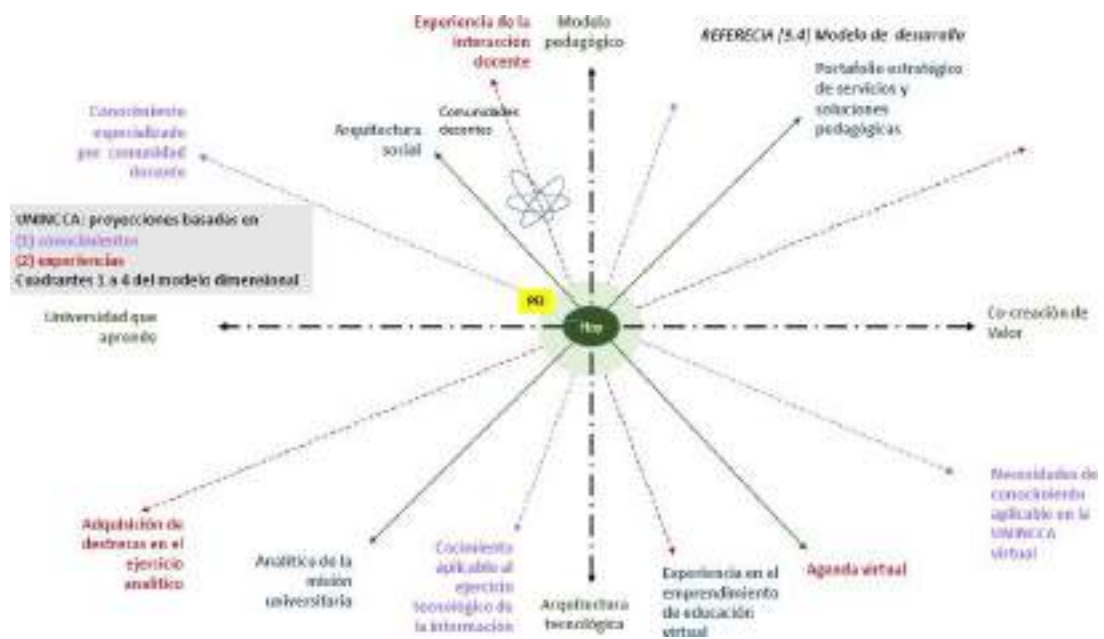 Experiencia de la
interacción
docente
Modelo
pedagógico
REFERECIA (5.4) Modelo de desarrollo
Portafolio estratégico
de servicios y
soluciones
pedagógicas
Conocimiento
especializado
por comunidad
docente
Arquitectura
social
Comunidades
docentes
UNINCCA: proyecciones basadas en
(1) conocimientos
(2) experiencias
Cuadrantes 1 a 4 del modelo dimensional
Universidad que
aprende
Hoy
Co-creación de
Valor
Adquisición de
destrezas en el
ejercicio
analítico
Analítica de la
misión
universitaria
Cocimiento
aplicable al
ejercicio
tecnológico de
la información
Arquitectura
tecnológica
Experiencia en el
emprendimiento
de educación
virtual
Agenda virtual
Necesidades de
conocimiento
aplicable en la
UNINCCA
virtual